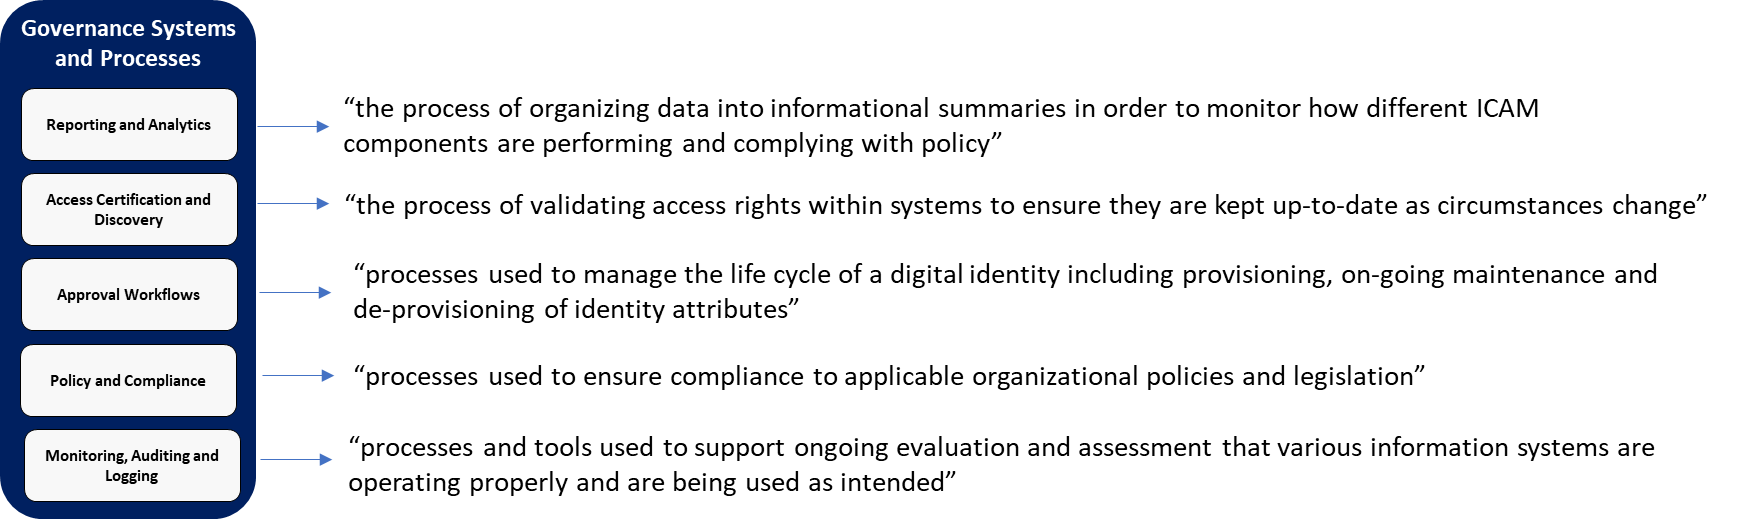 Governance Systems
and Processes
Reporting and Analytics
“the process of organizing data into informational summaries in order to monitor how different ICAM
components are performing and complying with policy”
Access Certification and
Discovery
“the process of validating access rights within systems to ensure they are kept up-to-date as circumstances change”
Approval Workflows
“processes used to manage the life cycle of a digital identity including provisioning, on-going maintenance and
de-provisioning of identity attributes”
Policy and Compliance
“processes used to ensure compliance to applicable organizational policies and legislation”
Monitoring, Auditing and
Logging
“processes and tools used to support ongoing evaluation and assessment that various information systems are
operating properly and are being used as intended”